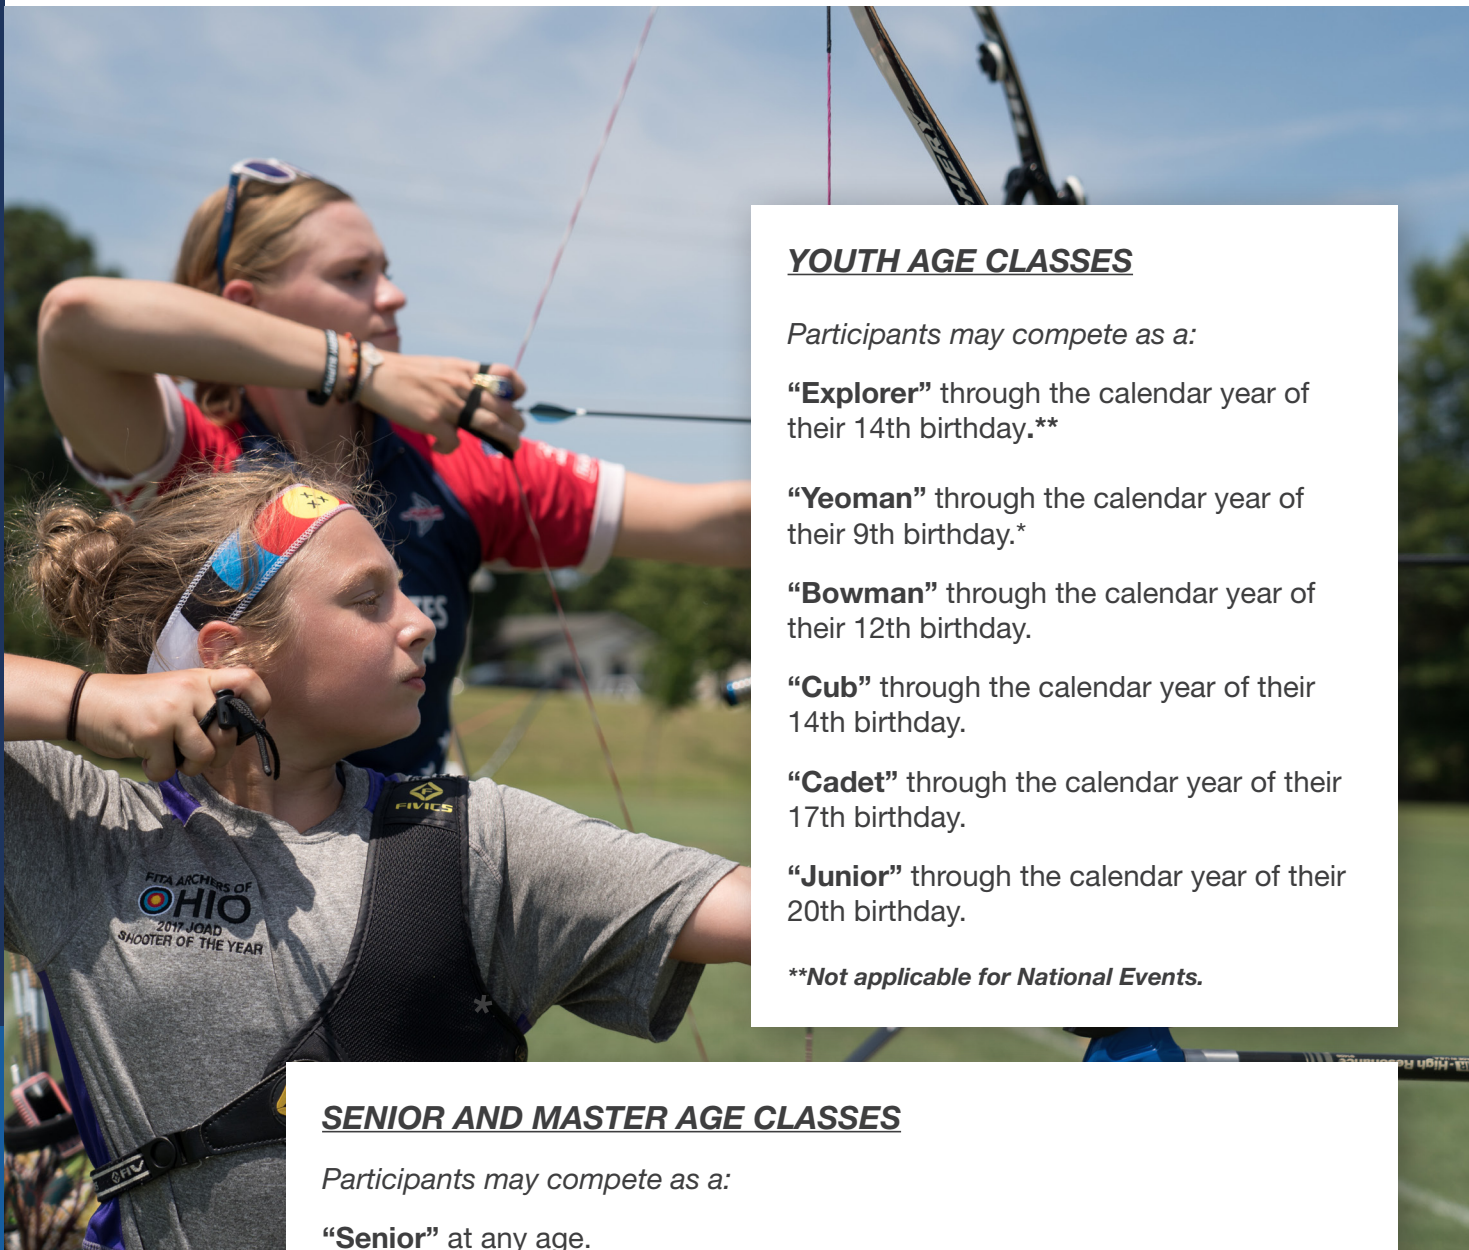 YOUTH AGE CLASSES
Participants may compete as a:
“Explorer” through the calendar year of
their 14th birthday.**
“Yeoman” through the calendar year of
their 9th birthday.*
“Bowman” through the calendar year of
their 12th birthday.
“Cub” through the calendar year of their
14th birthday.
“Cadet” through the calendar year of their
17th birthday.
“Junior” through the calendar year of their
20th birthday.
**Not applicable for National Events.
*
SENIOR AND MASTER AGE CLASSES
Participants may compete as a:
“Senior” at any age.
FIVICS
FITA ARCHERS OF
OHIO
2017 JOAD
SHOOTER OF THE YEAR
High Resonance